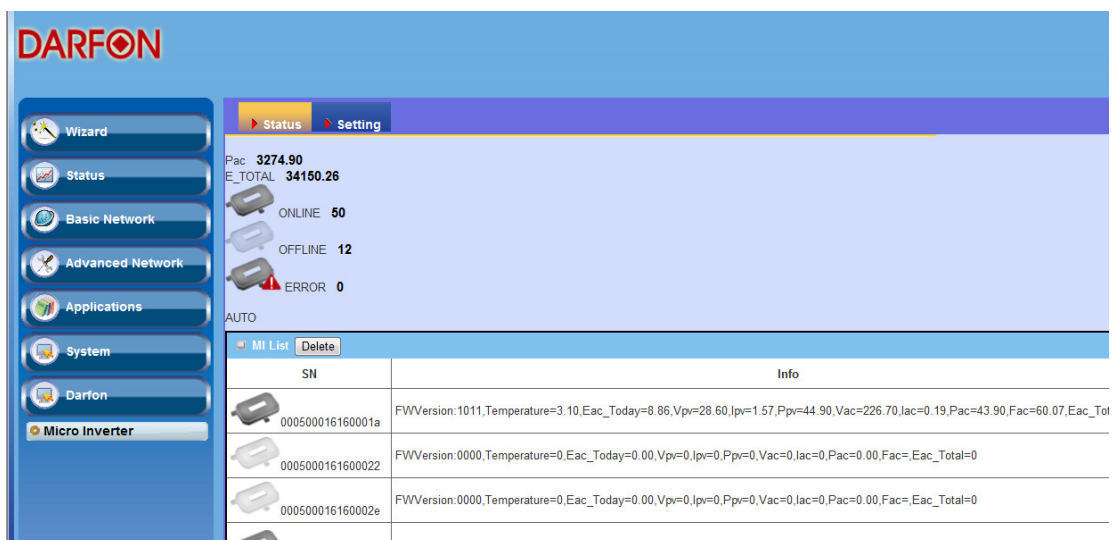 DARFON
Wizard
Status
Basic Network
Advanced Network
Applications
System
Darfon
Micro Inverter
Status Setting
Pac 3274.90
E_TOTAL 34150.26
ONLINE 50
OFFLINE 12
ERROR 0
AUTO
MI List Delete
SN Info
000500016160001a FWVersion:1011,Temperature=3.10,Eac_Today=8.86,Vpv=28.60,Ipv=1.57,Ppv=44.90,Vac=226.70,Iac=0.19,Pac=43.90,Fac=60.07,Eac_Tot
0005000161600022 FWVersion:0000,Temperature=0,Eac_Today=0.00,Vpv=0,Ipv=0,Ppv=0,Vac=0,Iac=0,Pac=0.00,Fac=,Eac_Total=0
000500016160002e FWVersion:0000,Temperature=0,Eac_Today=0.00,Vpv=0,Ipv=0,Ppv=0,Vac=0,Iac=0,Pac=0.00,Fac=,Eac_Total=0